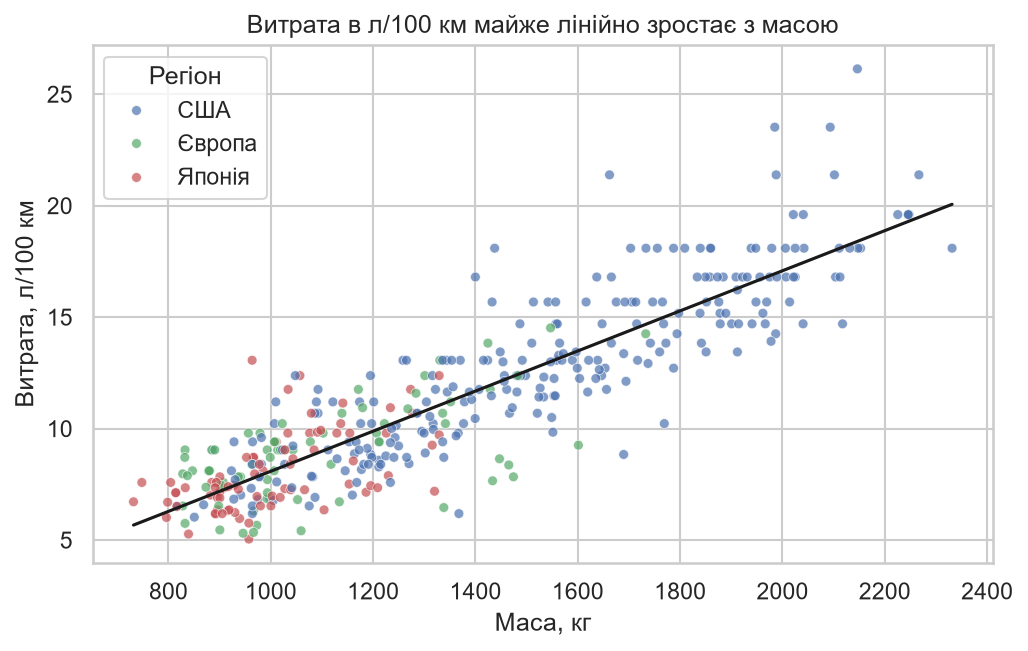 Витрата в л/100 км майже лінійно зростає з масою
Регіон
США
Європа
Японія
Витрата, л/100 км
25
20
15
10
5
800 1000 1200 1400 1600 1800 2000 2200 2400
Маса, кг